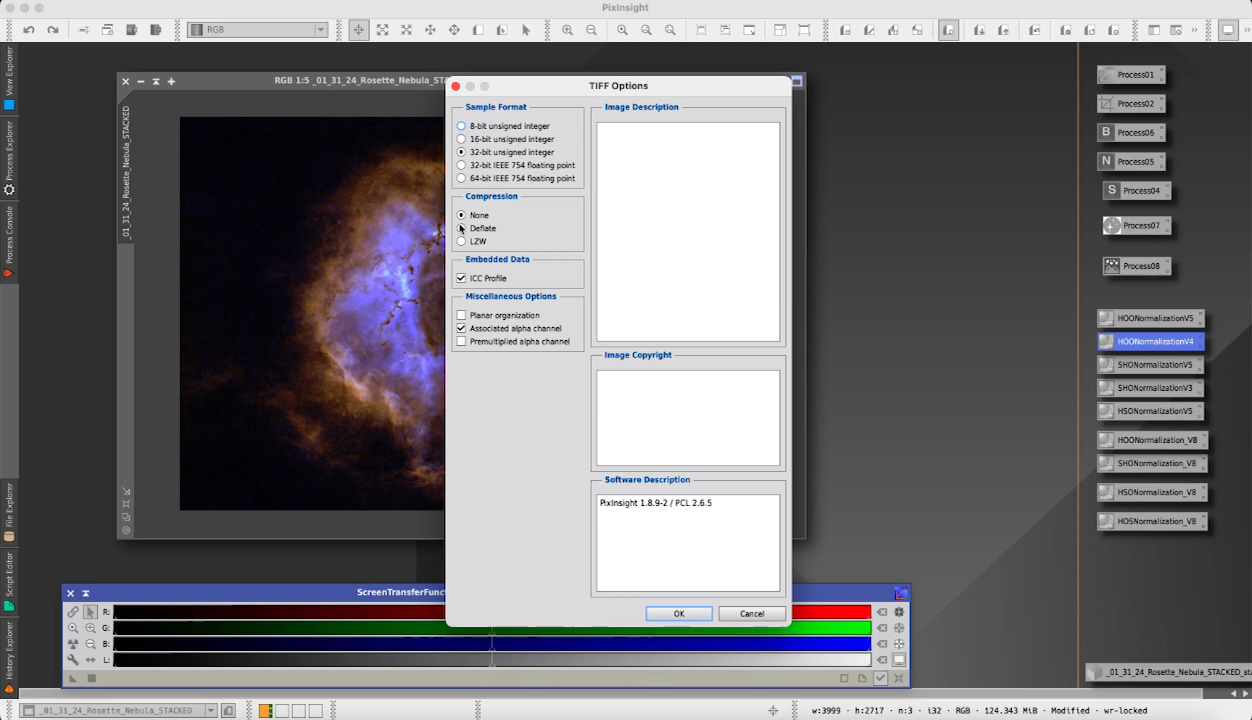 PixInsight
RGB
View Explorer
Process Explorer
Process Console
File Explorer
Script Editor
History Explorer
RGB 1:5 _01_31_24_Rosette_Nebula_STA
_01_31_24_Rosette_Nebula_STACKED
TIFF Options
Sample Format
8-bit unsigned integer
16-bit unsigned integer
32-bit unsigned integer
32-bit IEEE 754 floating point
64-bit IEEE 754 floating point
Compression
None
Deflate
LZW
Embedded Data
ICC Profile
Miscellaneous Options
Planar organization
Associated alpha channel
Premultiplied alpha channel
Image Description
Image Copyright
Software Description
PixInsight 1.8.9-2 / PCL 2.6.5
OK
Cancel
Process01
Process02
B Process06
N Process05
S Process04
Process07
Process08
HOONormalizationV5
HOONormalizationV4
SHONormalizationV5
SHONormalizationV3
HSONormalizationV5
HOONormalization_V8
SHONormalization_V8
HSONormalization_V8
HOSNormalization_V8
_01_31_24_Rosette_Nebula_STACKED_sta
ScreenTransferFunc
R:
G:
B:
L:
_01_31_24_Rosette_Nebula_STACKED
w:3999 · h:2717 · n:3 · i32 · RGB · 124.343 MiB · Modified · wr-locked